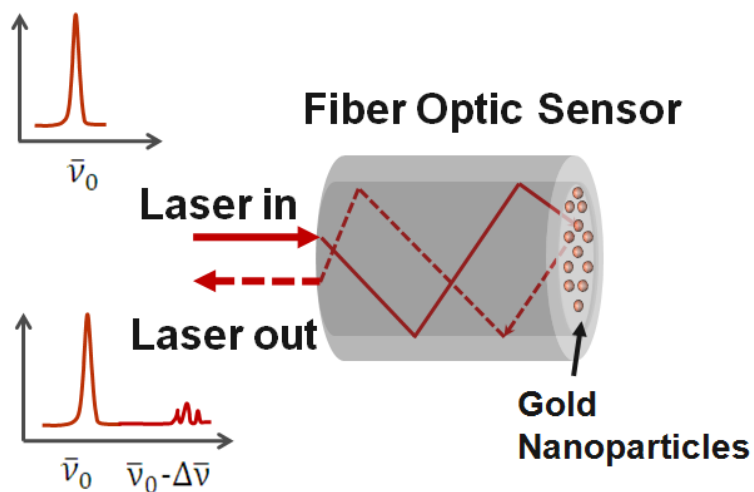 ν̄₀
Fiber Optic Sensor
Laser in
Laser out
ν̄₀ ν̄₀-Δν̄
Gold
Nanoparticles